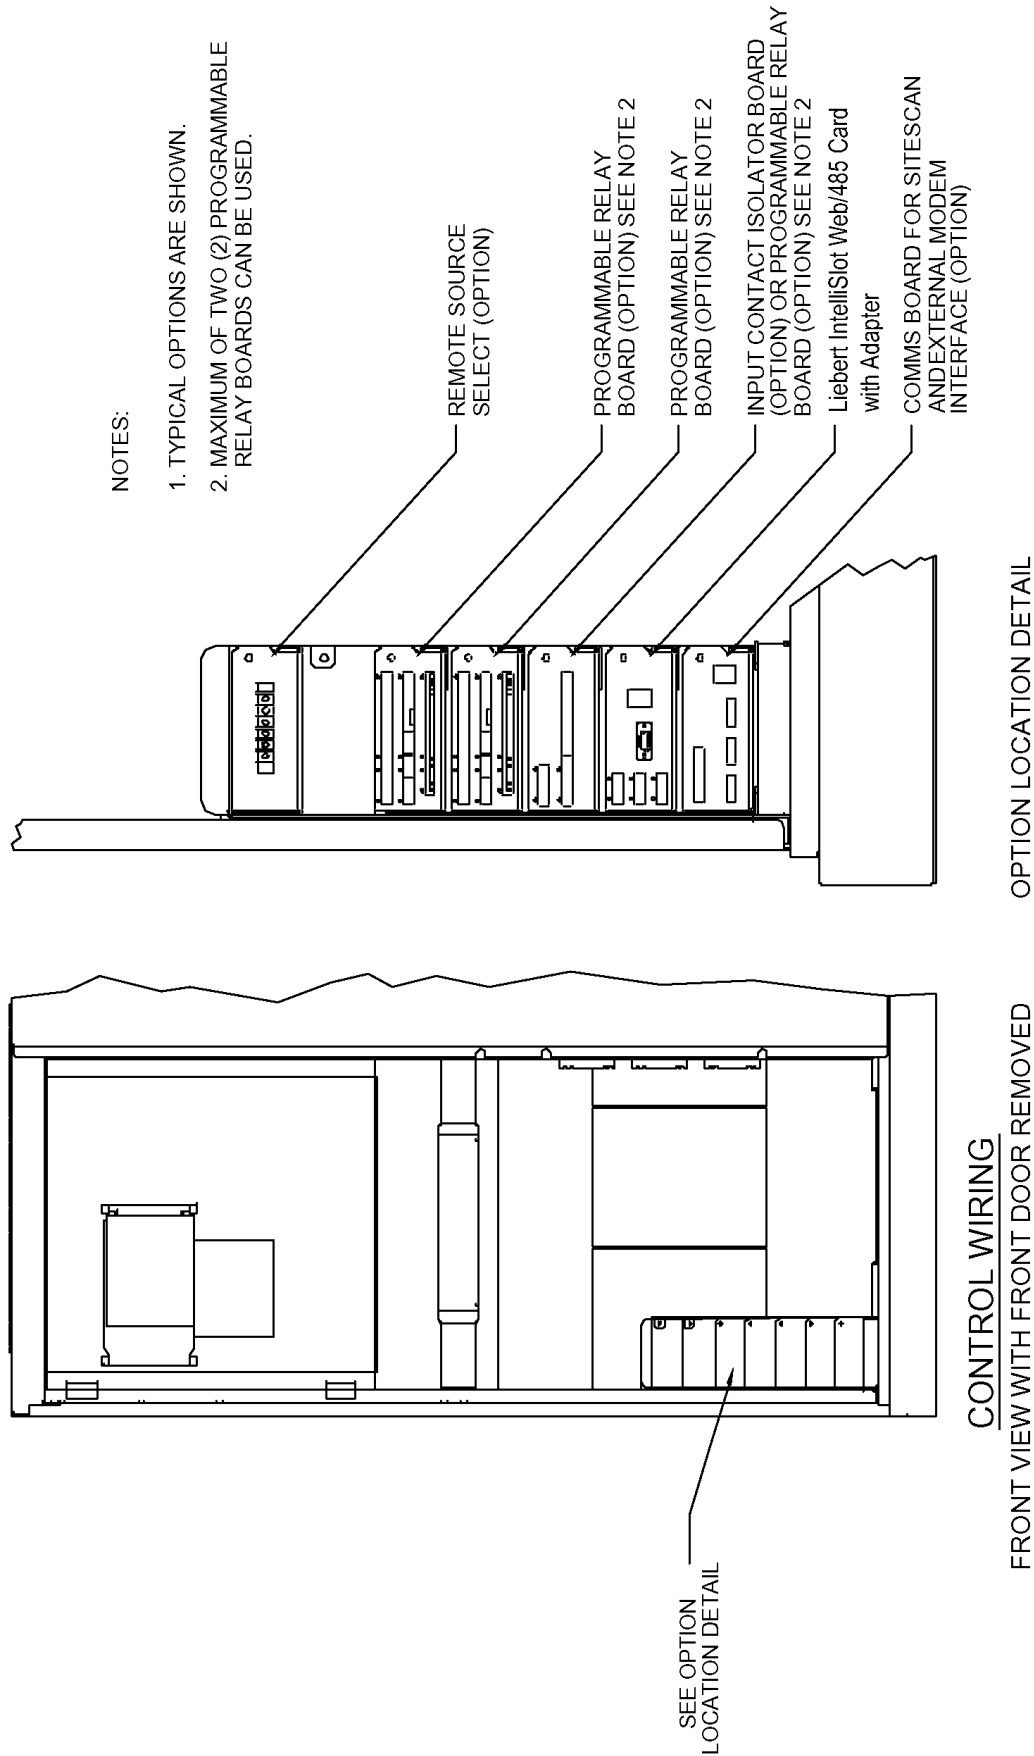 NOTES:
1. TYPICAL OPTIONS ARE SHOWN.
2. MAXIMUM OF TWO (2) PROGRAMMABLE
RELAY BOARDS CAN BE USED.
REMOTE SOURCE
SELECT (OPTION)
PROGRAMMABLE RELAY
BOARD (OPTION) SEE NOTE 2
PROGRAMMABLE RELAY
BOARD (OPTION) SEE NOTE 2
INPUT CONTACT ISOLATOR BOARD
(OPTION) OR PROGRAMMABLE RELAY
BOARD (OPTION) SEE NOTE 2
Liebert IntelliSlot Web/485 Card
with Adapter
COMMS BOARD FOR SITESCAN
ANDEXTERNAL MODEM
INTERFACE (OPTION)
OPTION LOCATION DETAIL
SEE OPTION
LOCATION DETAIL
CONTROL WIRING
FRONT VIEW WITH FRONT DOOR REMOVED